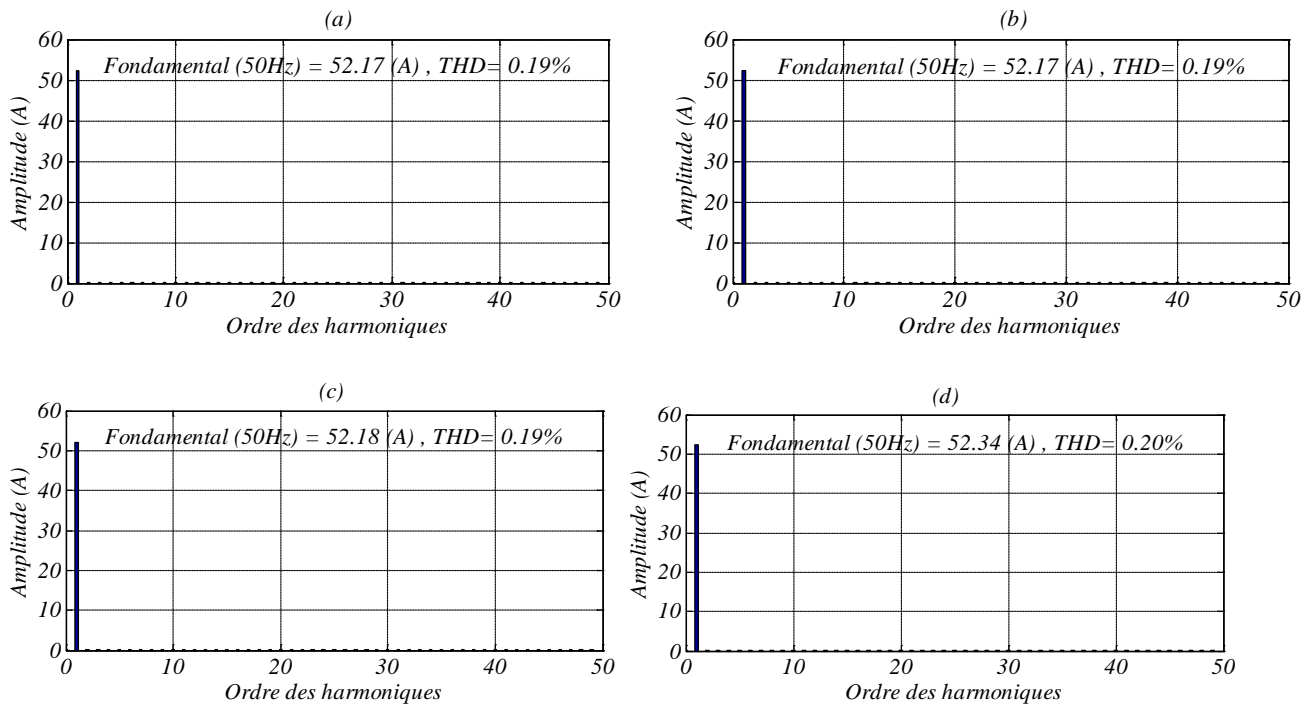 (a)
Fondamental (50Hz) = 52.17 (A) , THD= 0.19%
Amplitude (A)
60
50
40
30
20
10
0
0 10 20 30 40 50
Ordre des harmoniques
(b)
Fondamental (50Hz) = 52.17 (A) , THD= 0.19%
Amplitude (A)
60
50
40
30
20
10
0
0 10 20 30 40 50
Ordre des harmoniques
(c)
Fondamental (50Hz) = 52.18 (A) , THD= 0.19%
Amplitude (A)
60
50
40
30
20
10
0
0 10 20 30 40 50
Ordre des harmoniques
(d)
Fondamental (50Hz) = 52.34 (A) , THD= 0.20%
Amplitude (A)
60
50
40
30
20
10
0
0 10 20 30 40 50
Ordre des harmoniques